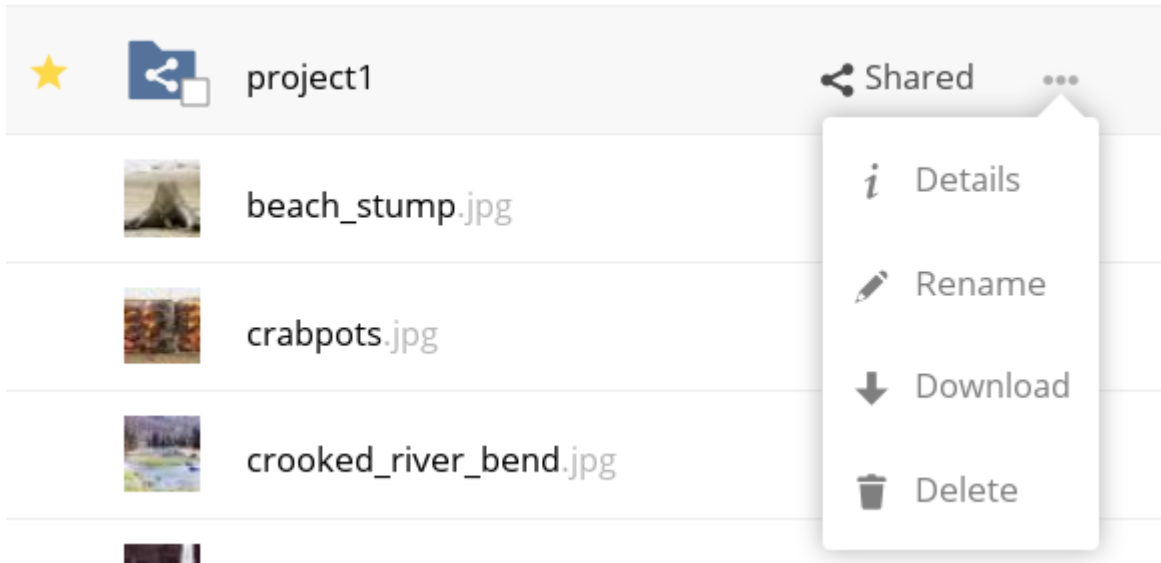 project1 Shared
Details
beach_stump.jpg
Rename
crabpots.jpg
Download
crooked_river_bend.jpg
Delete